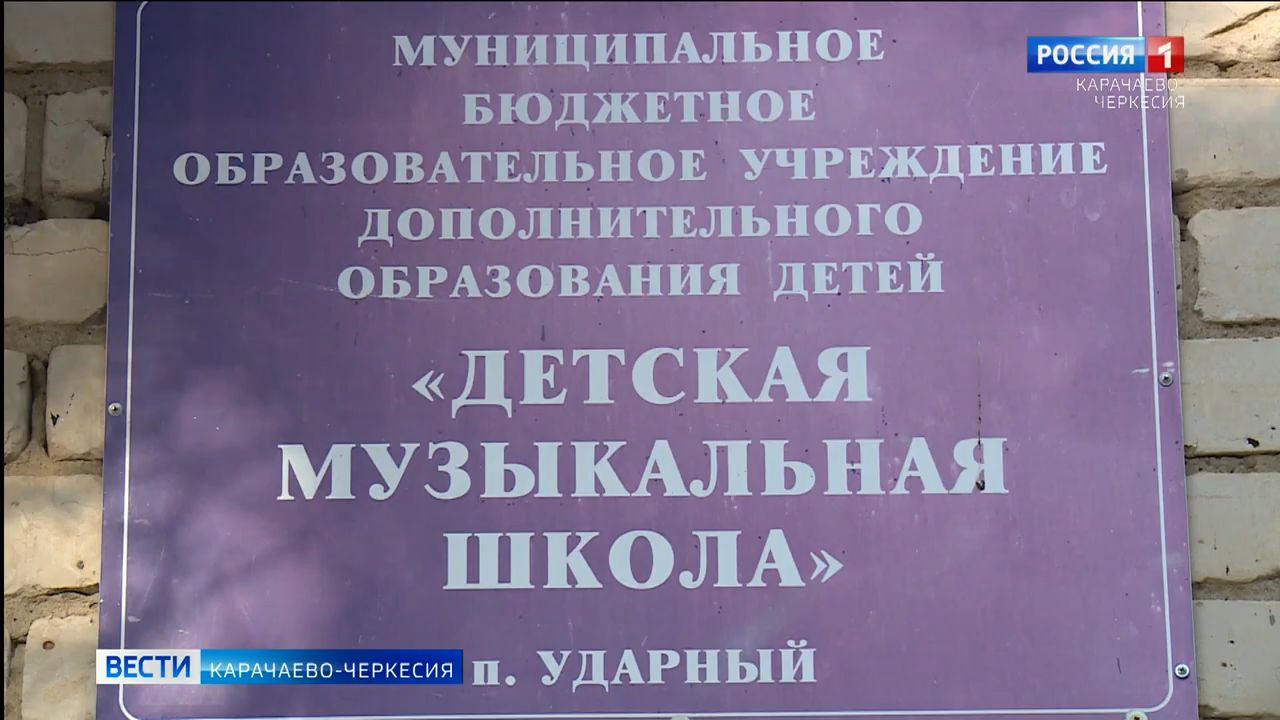 МУНИЦИПАЛЬНОЕ
БЮДЖЕТНОЕ
ОБРАЗОВАТЕЛЬНОЕ УЧРЕЖДЕНИЕ
ДОПОЛНИТЕЛЬНОГО
ОБРАЗОВАНИЯ ДЕТЕЙ
«ДЕТСКАЯ
МУЗЫКАЛЬНАЯ
ШКОЛА»
п. УДАРНЫЙ
РОССИЯ 1
КАРАЧАЕВО-
ЧЕРКЕСИЯ
ВЕСТИ КАРАЧАЕВО-ЧЕРКЕСИЯ